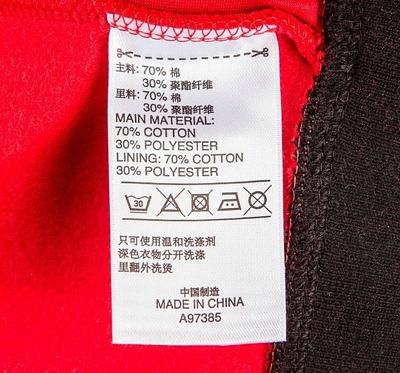 主料: 70% 棉
30% 聚酯纤维
里料: 70% 棉
30% 聚酯纤维
MAIN MATERIAL:
70% COTTON
30% POLYESTER
LINING: 70% COTTON
30% POLYESTER
30
只可使用温和洗涤剂
深色衣物分开洗涤
里翻外洗烫
中国制造
MADE IN CHINA
A97385